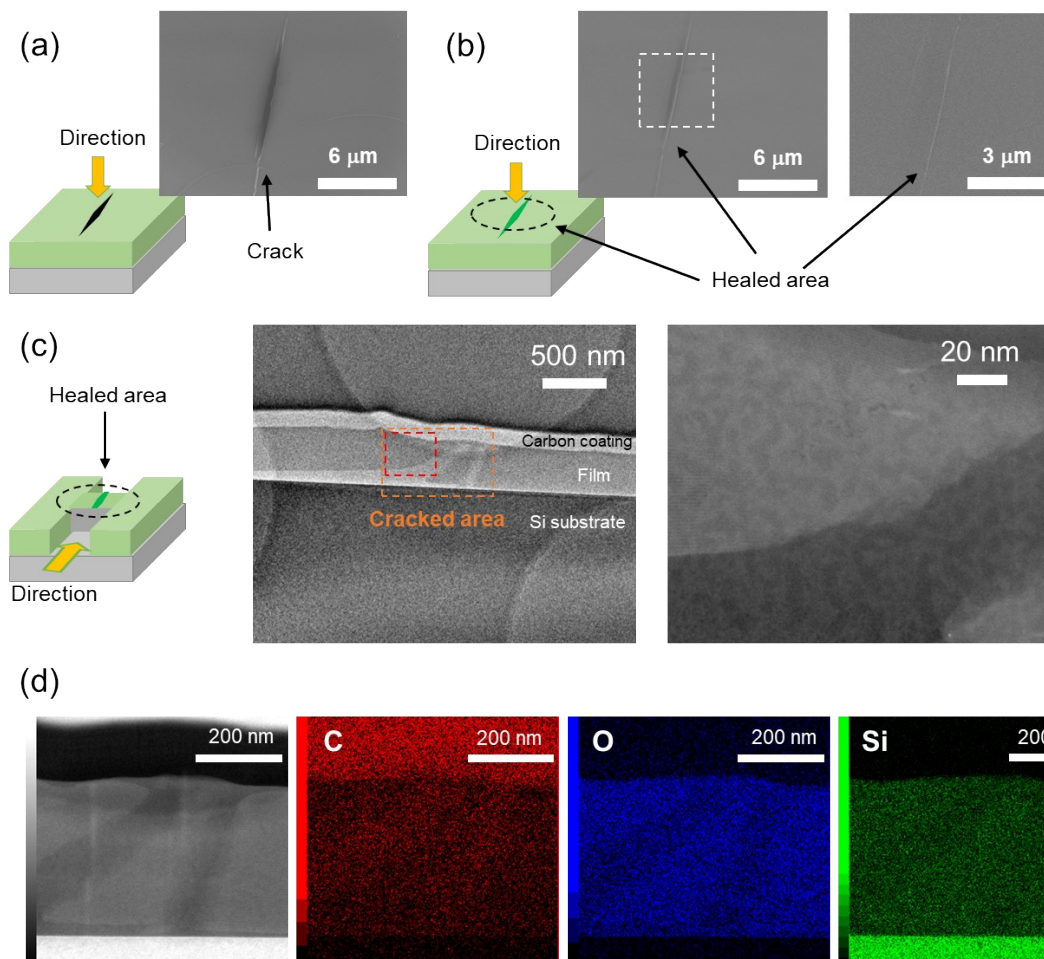 (a)
Direction
6 μm
Crack
(b)
Direction
6 μm
3 μm
Healed area
(c)
Healed area
Direction
500 nm
Carbon coating
Film
Cracked area
Si substrate
20 nm
(d)
200 nm
C
200 nm
O
200 nm
Si
200